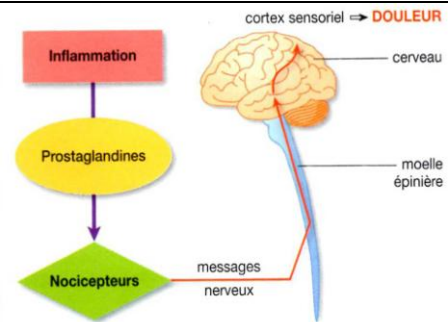 cortex sensoriel ⇒ DOULEUR
Inflammation
cerveau
Prostaglandines
moelle
épinière
Nocicepteurs
messages
nerveux